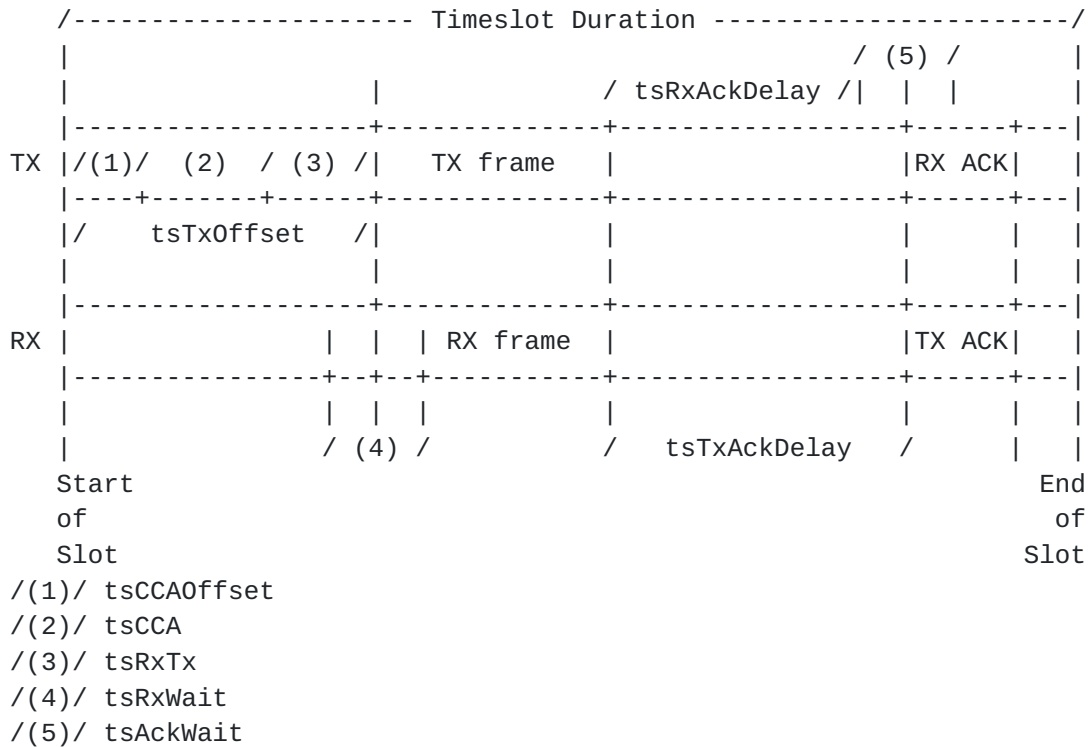 /---------------------- Timeslot Duration -----------------------/
   |                                                   / (5) /      |
   |                   |              / tsRxAckDelay /|  |  |       |
   |-------------------+--------------+------------------+------+---|
TX |/(1)/  (2)  / (3) /|   TX frame   |                  |RX ACK|   |
   |----+-------+------+--------------+------------------+------+---|
   |/    tsTxOffset   /|              |                  |      |   |
   |                   |              |                  |      |   |
   |-------------------+--------------+------------------+------+---|
RX |                |  |  | RX frame  |                  |TX ACK|   |
   |----------------+--+--+-----------+------------------+------+---|
   |                |  |  |           |                  |      |   |
   |                / (4) /           /   tsTxAckDelay   /      |   |
   Start                                                          End
   of                                                              of
   Slot                                                          Slot
/(1)/ tsCCAOffset
/(2)/ tsCCA
/(3)/ tsRxTx
/(4)/ tsRxWait
/(5)/ tsAckWait